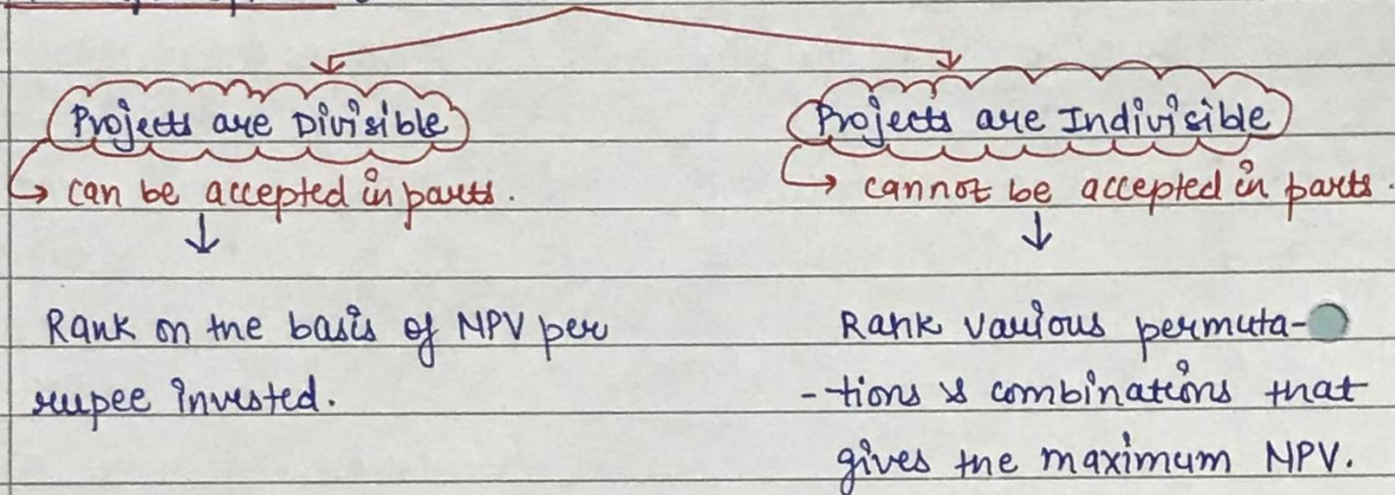 Projects are Divisible
can be accepted in parts.
Rank on the basis of NPV per
rupee invested.
Projects are Indivisible
cannot be accepted in parts.
Rank various permuta-
-tions & combinations that
gives the maximum NPV.